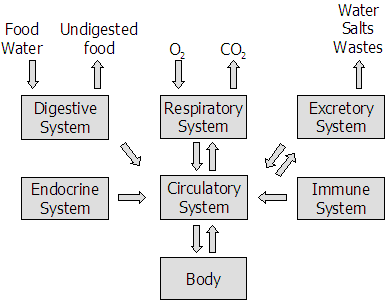 Food
Water
Undigested
food
O2
CO2
Water
Salts
Wastes
Digestive
System
Respiratory
System
Excretory
System
Endocrine
System
Circulatory
System
Immune
System
Body